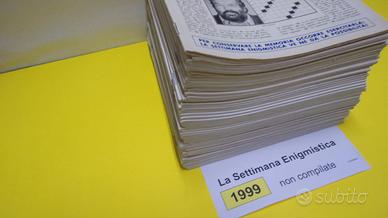 PER CONSERVARE LA MEMORIA OCCORRE ESERCITARLA:
LA SETTIMANA ENIGMISTICA VE NE DÀ LA POSSIBILITÀ
La Settimana Enigmistica
1999
non compilate
subito